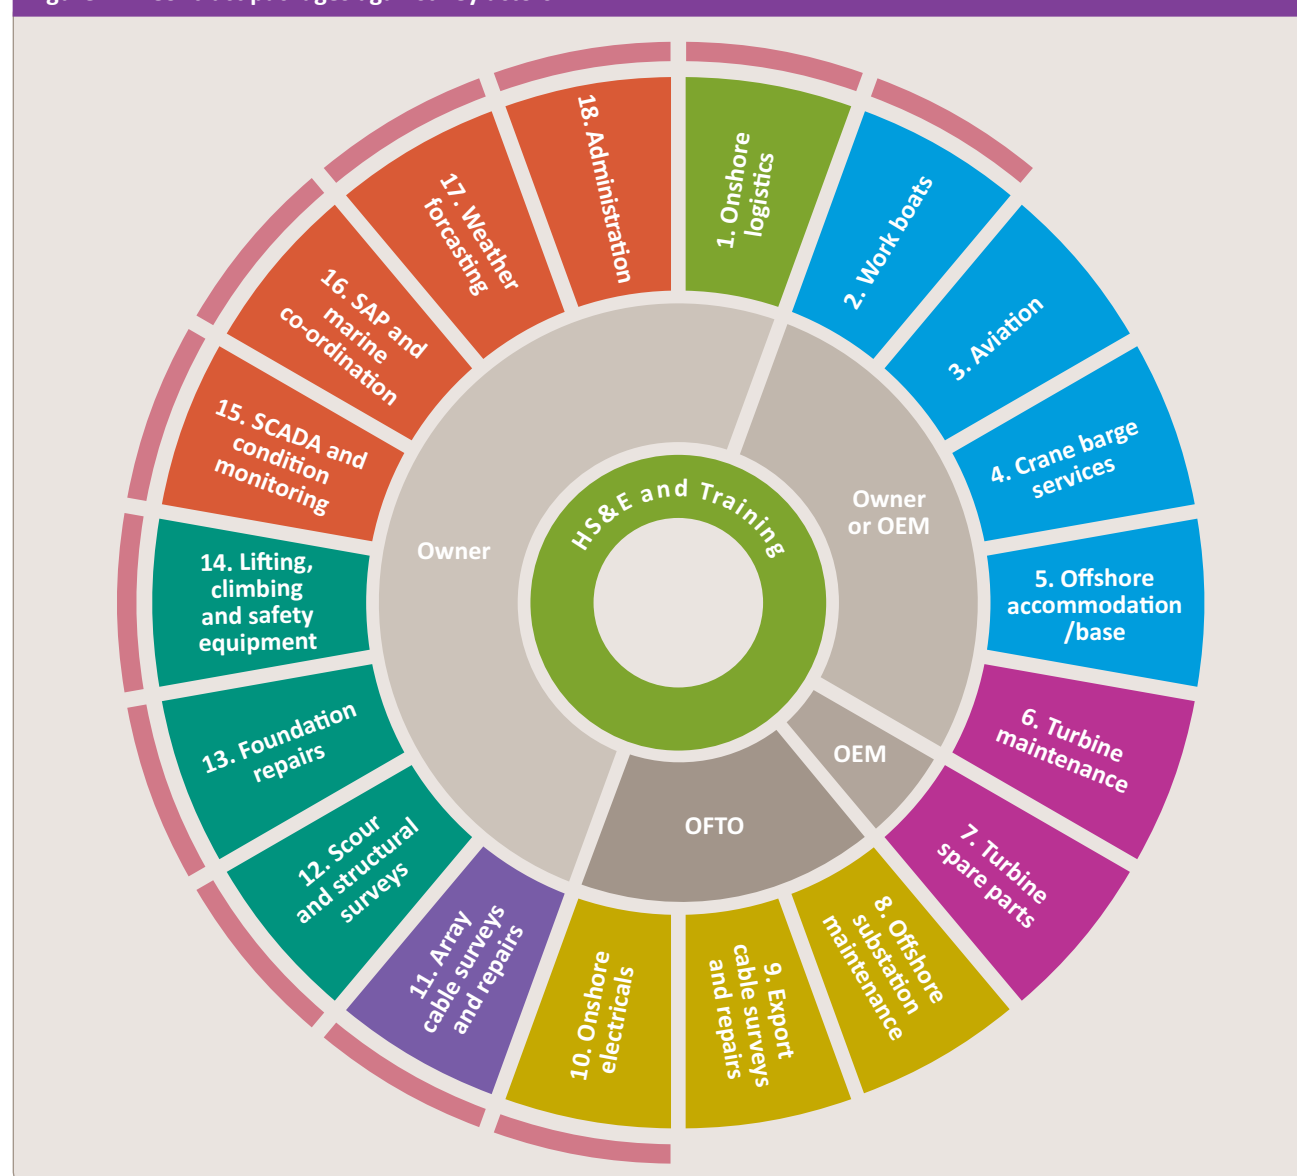 1. Onshore
logistics
2. Work boats
3. Aviation
4. Crane barge
services
5. Offshore
accommodation
/base
6. Turbine
maintenance
7. Turbine
spare parts
8. Offshore
substation
maintenance
9. Export
cable surveys
and repairs
10. Onshore
electricals
11. Array
cable surveys
and repairs
12. Scour
and structural
surveys
13. Foundation
repairs
14. Lifting,
climbing
and safety
equipment
15. SCADA and
condition
monitoring
16. SAP and
marine
co-ordination
17. Weather
forcasting
18. Administration
Owner
Owner
or OEM
OEM
OFTO
HS&E and Training